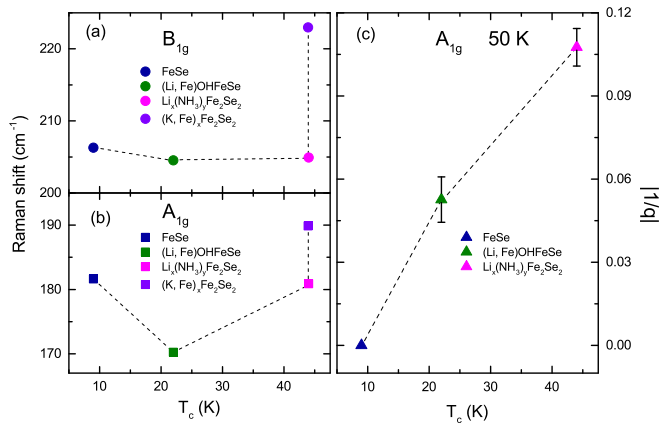 (a)
B1g
FeSe
(Li, Fe)OHFeSe
Lix(NH3)yFe2Se2
(K, Fe)xFe2Se2
220
210
200
(b)
A1g
FeSe
(Li, Fe)OHFeSe
Lix(NH3)yFe2Se2
(K, Fe)xFe2Se2
190
180
170
Raman shift (cm-1)
10 20 30 40
Tc (K)
(c)
A1g 50 K
FeSe
(Li, Fe)OHFeSe
Lix(NH3)yFe2Se2
0.12
0.09
0.06
0.03
0.00
|1/q|
10 20 30 40
Tc (K)